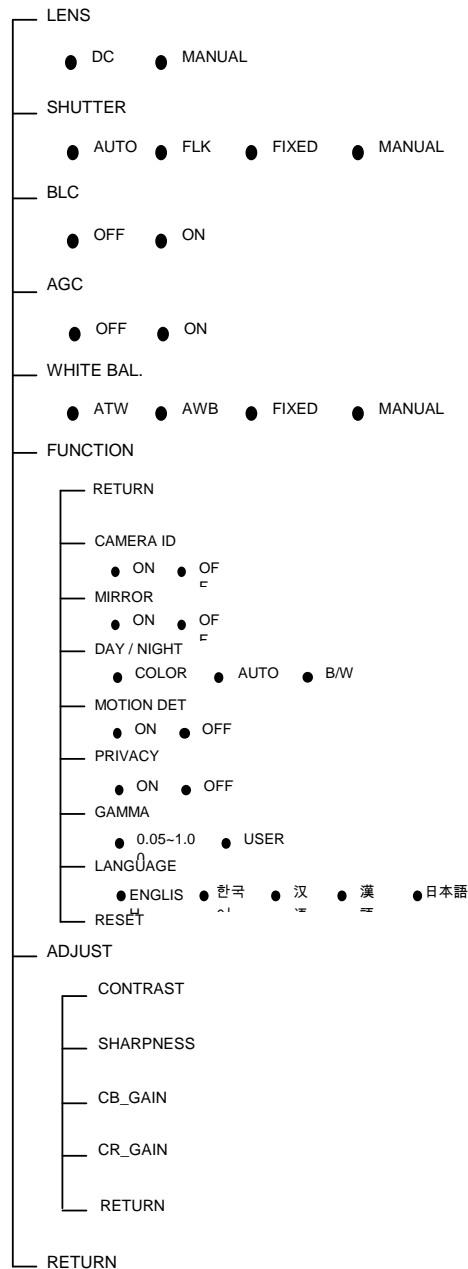 LENS
● DC ● MANUAL
SHUTTER
● AUTO ● FLK ● FIXED ● MANUAL
BLC
● OFF ● ON
AGC
● OFF ● ON
WHITE BAL.
● ATW ● AWB ● FIXED ● MANUAL
FUNCTION
RETURN
CAMERA ID
● ON ● OF
MIRROR
● ON ● OF
DAY / NIGHT
● COLOR ● AUTO ● B/W
MOTION DET
● ON ● OFF
PRIVACY
● ON ● OFF
GAMMA
● 0.05~1.0 ● USER
LANGUAGE
● ENGLIS ● 한국 ● 汉 ● 漢 ● 日本語
RESET
ADJUST
CONTRAST
SHARPNESS
CB_GAIN
CR_GAIN
RETURN
RETURN